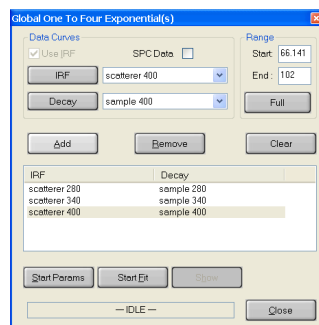 Global One To Four Exponential(s)
Data Curves
Use IRF
SPC Data
IRF
scatterer 400
Decay
sample 400
Range
Start: 66.141
End : 102
Full
Add
Remove
Clear
IRF Decay
scatterer 280 sample 280
scatterer 340 sample 340
scatterer 400 sample 400
Start Params
Start Fit
Show
— IDLE —
Close